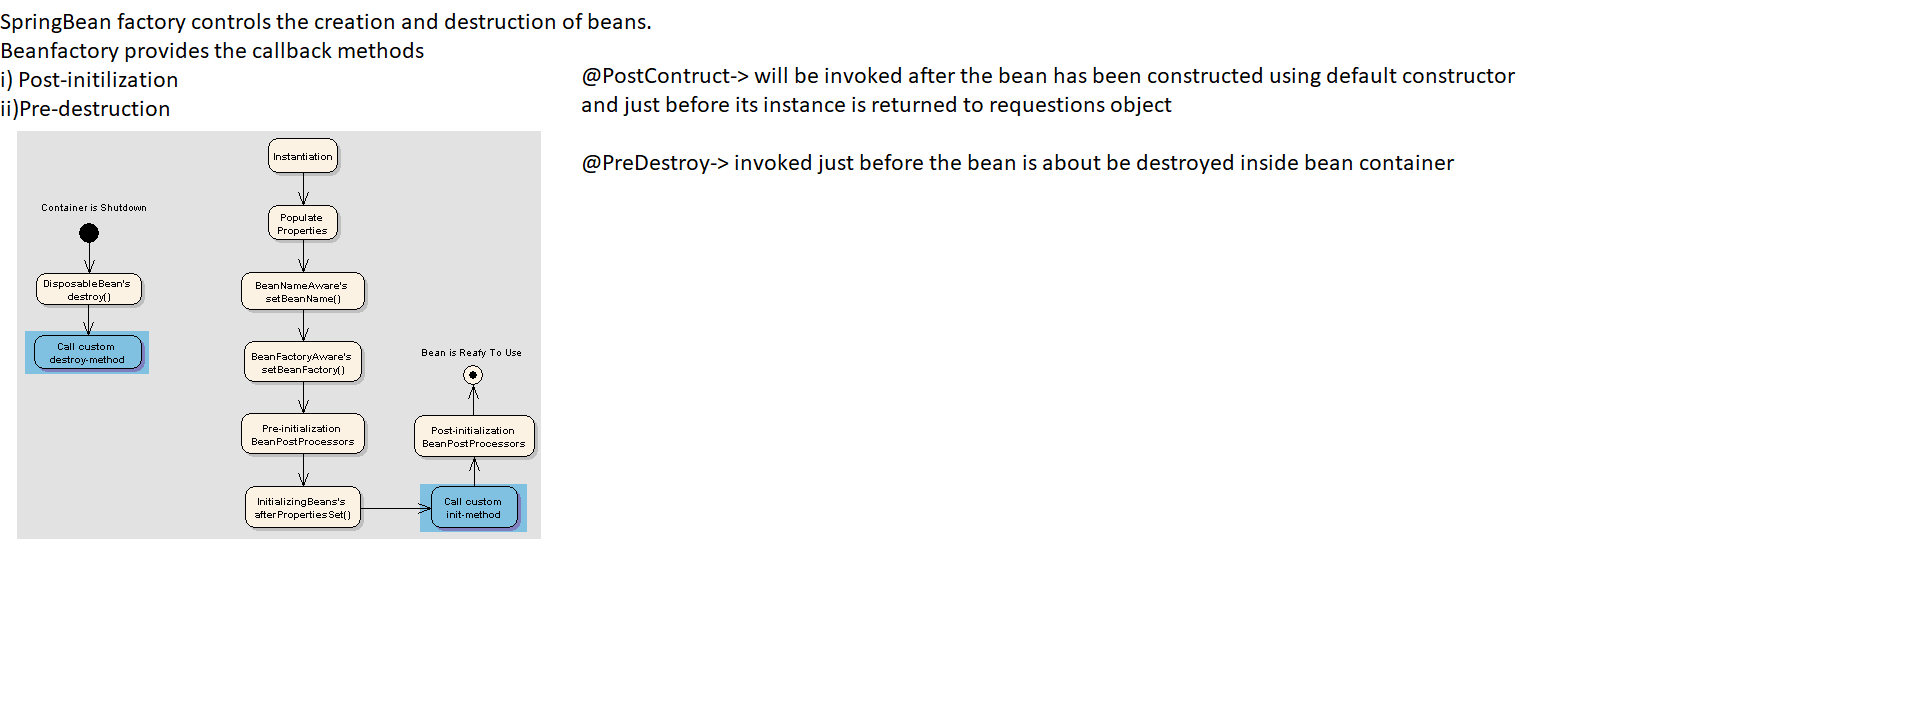 SpringBean factory controls the creation and destruction of beans.
Beanfactory provides the callback methods
i) Post-initilization
ii)Pre-destruction
@PostContruct-> will be invoked after the bean has been constructed using default constructor
and just before its instance is returned to requestions object
@PreDestroy-> invoked just before the bean is about be destroyed inside bean container
Container is Shutdown
DisposableBean's
destroy()
Call custom
destroy-method
Instantiation
Populate
Properties
BeanNameAware's
setBeanName()
BeanFactoryAware's
setBeanFactory()
Pre-initialization
BeanPostProcessors
InitializingBeans's
afterPropertiesSet()
Call custom
init-method
Post-initialization
BeanPostProcessors
Bean is Reafy To Use